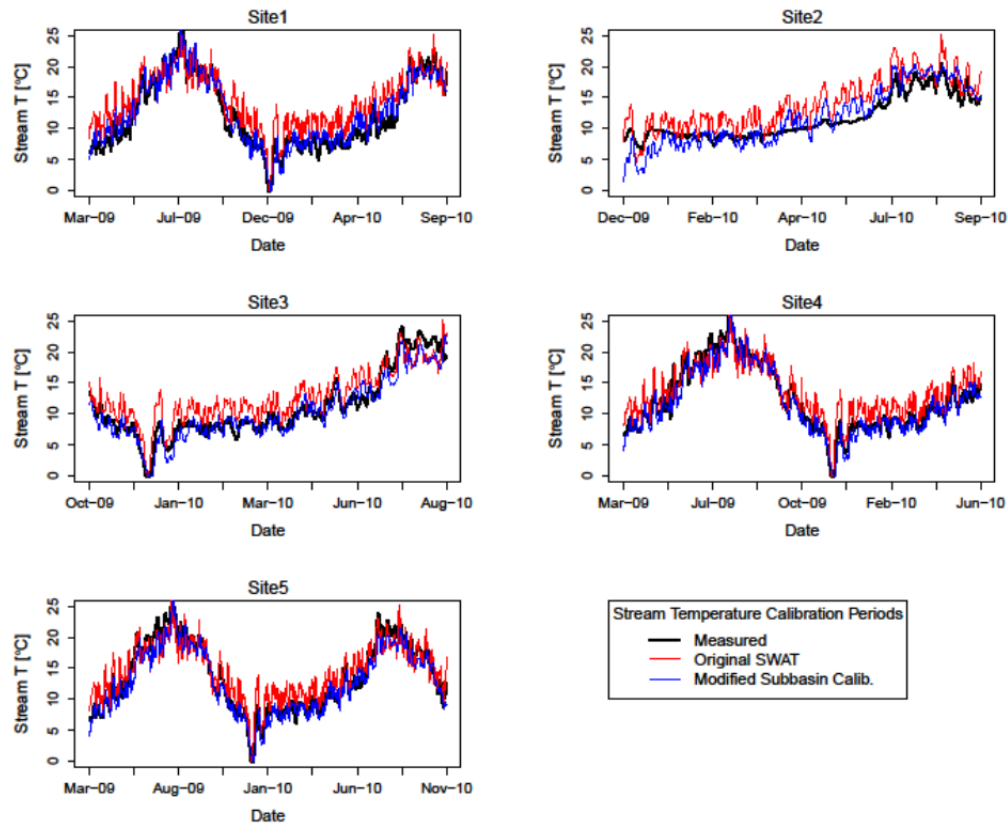 Site1
Stream T [°C]
25
20
15
10
5
0
Mar−09 Jul−09 Dec−09 Apr−10 Sep−10
Date
Site2
Stream T [°C]
25
20
15
10
5
0
Dec−09 Feb−10 Apr−10 Jul−10 Sep−10
Date
Site3
Stream T [°C]
20
15
10
5
0
Oct−09 Jan−10 Mar−10 Jun−10 Aug−10
Date
Site4
Stream T [°C]
25
20
15
10
5
0
Mar−09 Jul−09 Oct−09 Feb−10 Jun−10
Date
Site5
Stream T [°C]
25
20
15
10
5
0
Mar−09 Aug−09 Jan−10 Jun−10 Nov−10
Date
Stream Temperature Calibration Periods
Measured
Original SWAT
Modified Subbasin Calib.